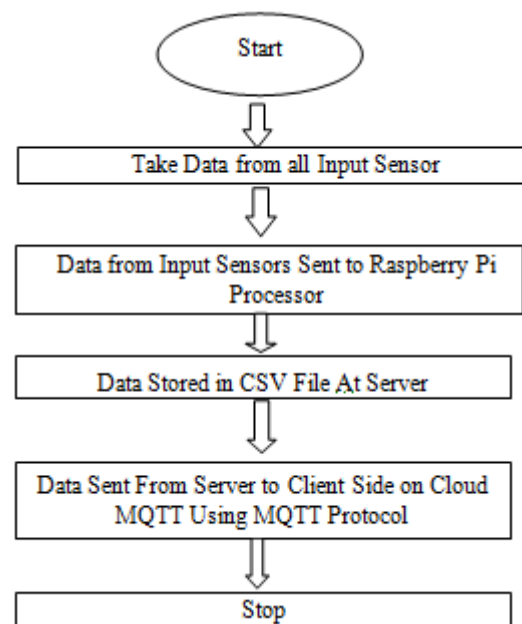 Start
Take Data from all Input Sensor
Data from Input Sensors Sent to Raspberry Pi
Processor
Data Stored in CSV File At Server
Data Sent From Server to Client Side on Cloud
MQTT Using MQTT Protocol
Stop